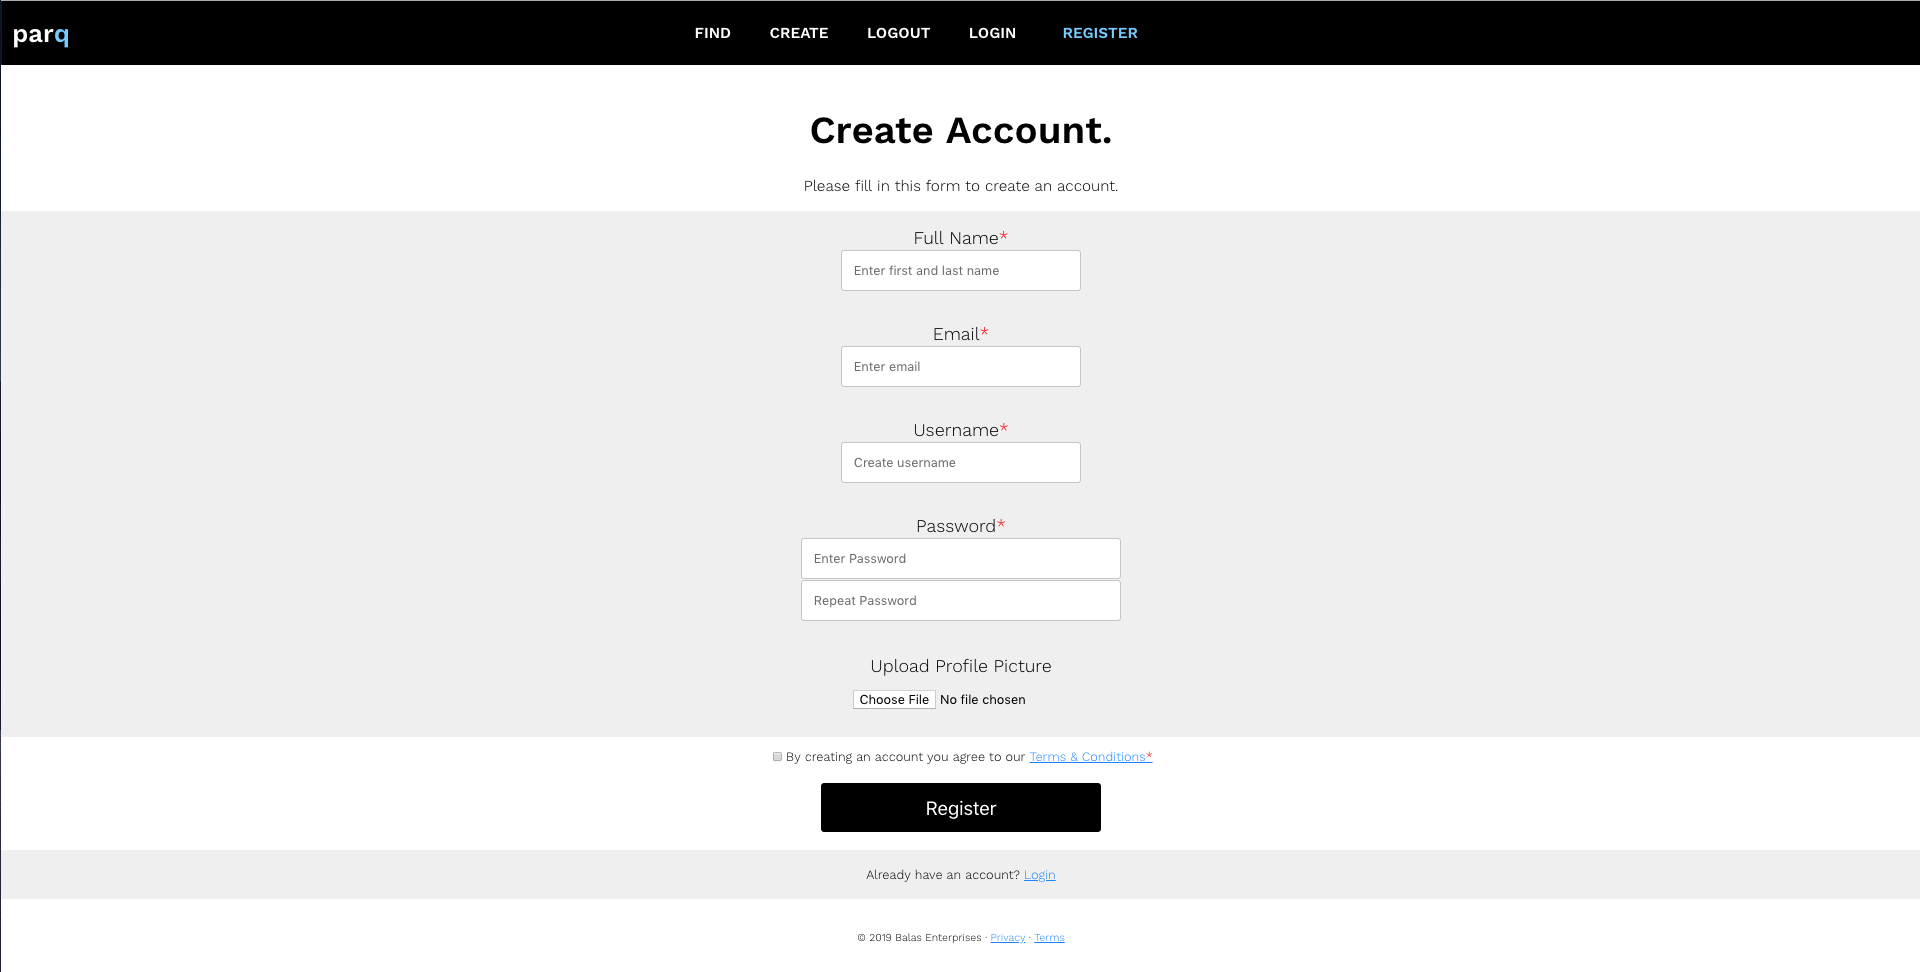 parq FIND CREATE LOGOUT LOGIN REGISTER
Create Account.
Please fill in this form to create an account.
Full Name*
Enter first and last name
Email*
Enter email
Username*
Create username
Password*
Enter Password
Repeat Password
Upload Profile Picture
Choose File No file chosen
By creating an account you agree to our Terms & Conditions*
Register
Already have an account? Login
© 2019 Balas Enterprises · Privacy · Terms